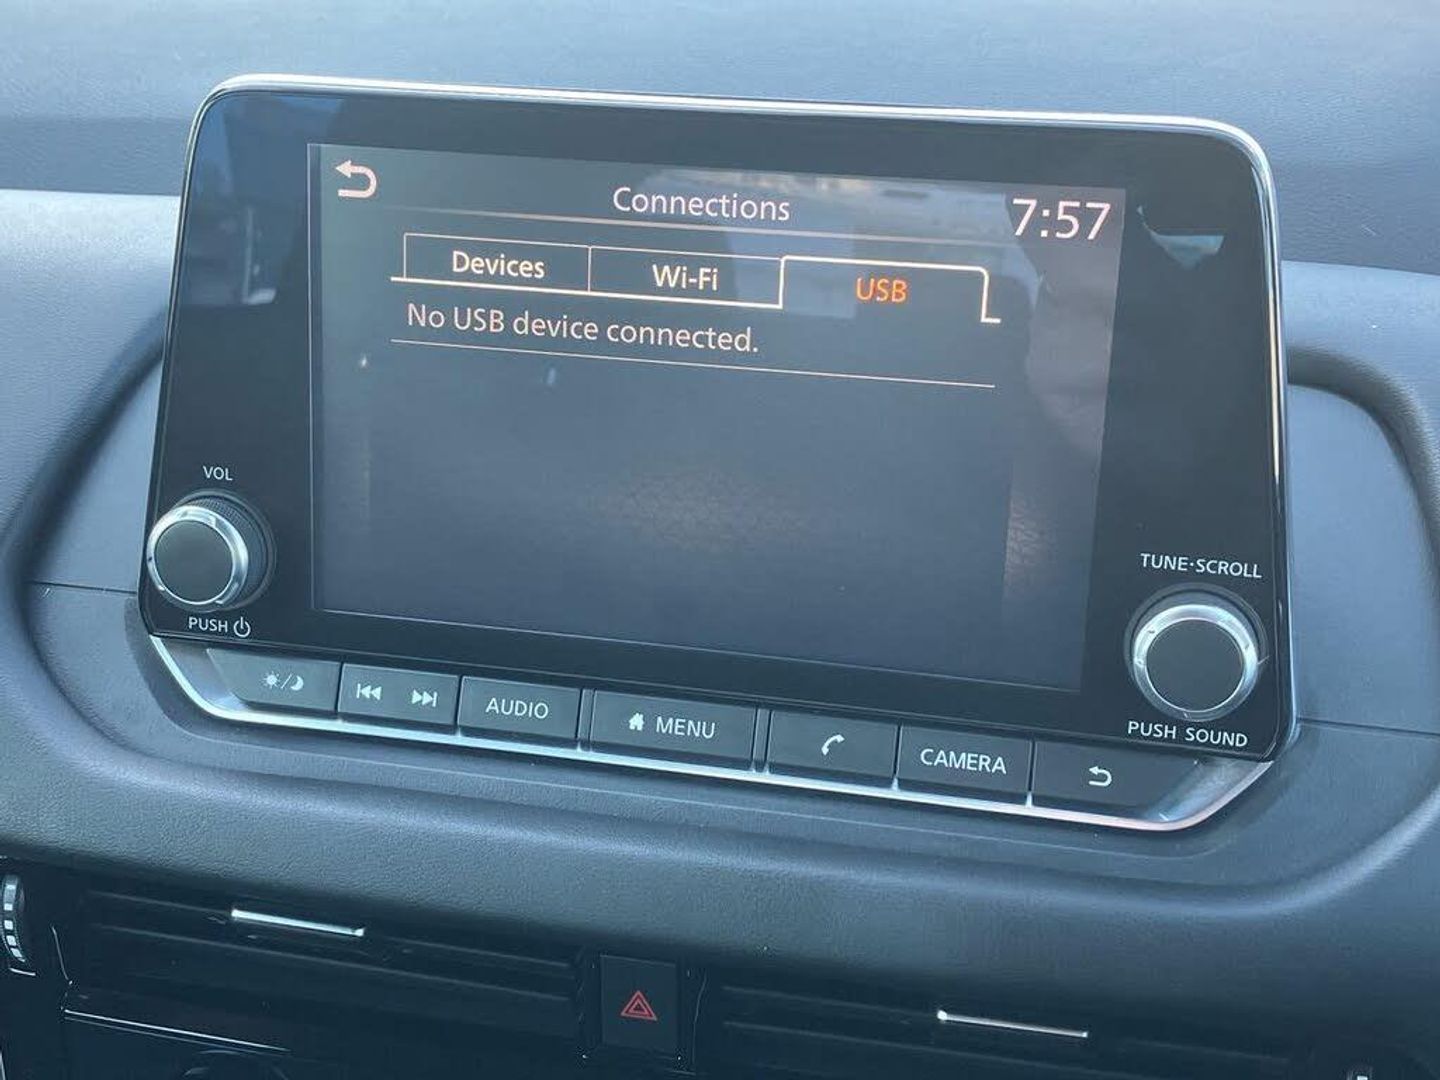 Connections
7:57
Devices
Wi-Fi
USB
No USB device connected.
VOL
PUSH
TUNE·SCROLL
PUSH SOUND
AUDIO
MENU
CAMERA